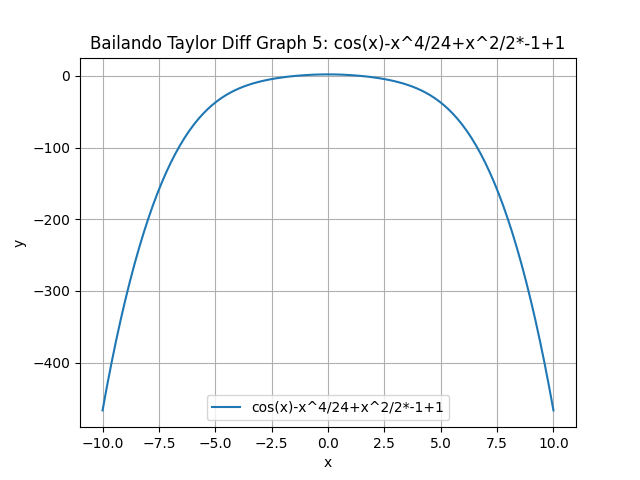 Bailando Taylor Diff Graph 5: cos(x)-x^4/24+x^2/2*-1+1
0
−100
−200
−300
−400
y
cos(x)-x^4/24+x^2/2*-1+1
−10.0 −7.5 −5.0 −2.5 0.0 2.5 5.0 7.5 10.0
x